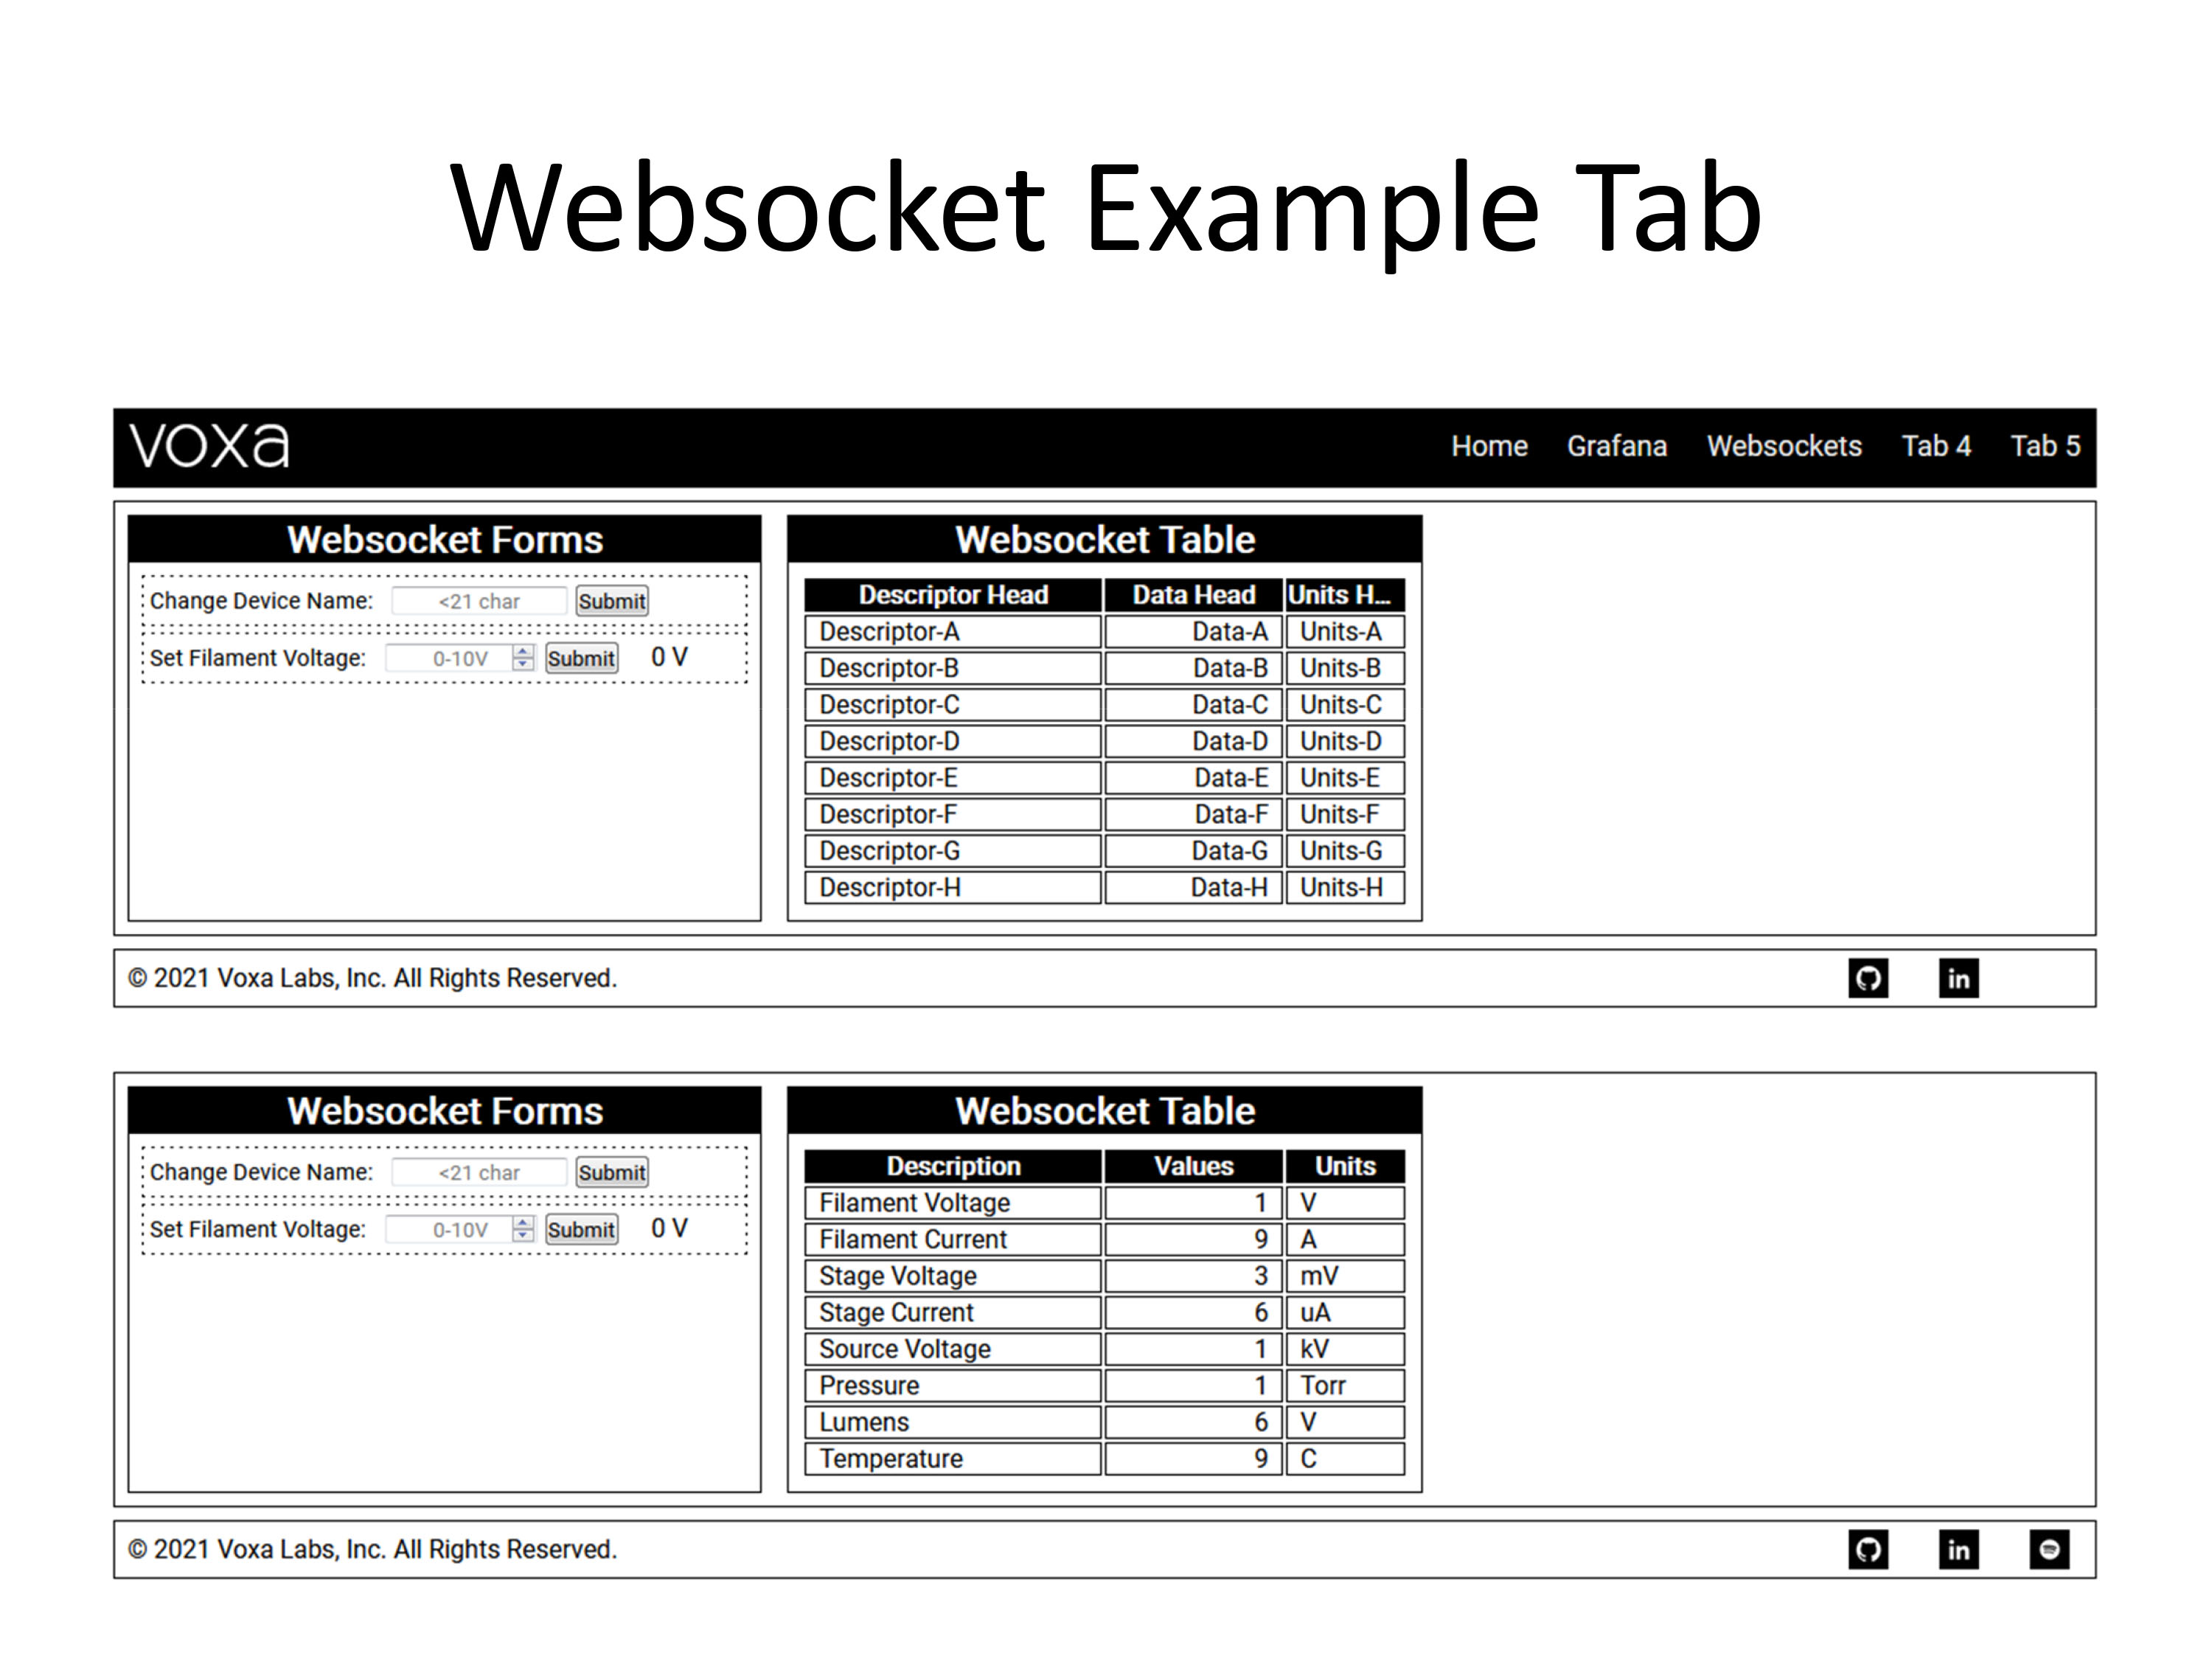 Websocket Example Tab
voxa Home Grafana Websockets Tab 4 Tab 5
Websocket Forms
Change Device Name: <21 char Submit
Set Filament Voltage: 0-10V Submit 0 V
Websocket Table
Descriptor Head Data Head Units H...
Descriptor-A Data-A Units-A
Descriptor-B Data-B Units-B
Descriptor-C Data-C Units-C
Descriptor-D Data-D Units-D
Descriptor-E Data-E Units-E
Descriptor-F Data-F Units-F
Descriptor-G Data-G Units-G
Descriptor-H Data-H Units-H
© 2021 Voxa Labs, Inc. All Rights Reserved. in
Websocket Forms
Change Device Name: <21 char Submit
Set Filament Voltage: 0-10V Submit 0 V
Websocket Table
Description Values Units
Filament Voltage 1 V
Filament Current 9 A
Stage Voltage 3 mV
Stage Current 6 uA
Source Voltage 1 kV
Pressure 1 Torr
Lumens 6 V
Temperature 9 C
© 2021 Voxa Labs, Inc. All Rights Reserved. in